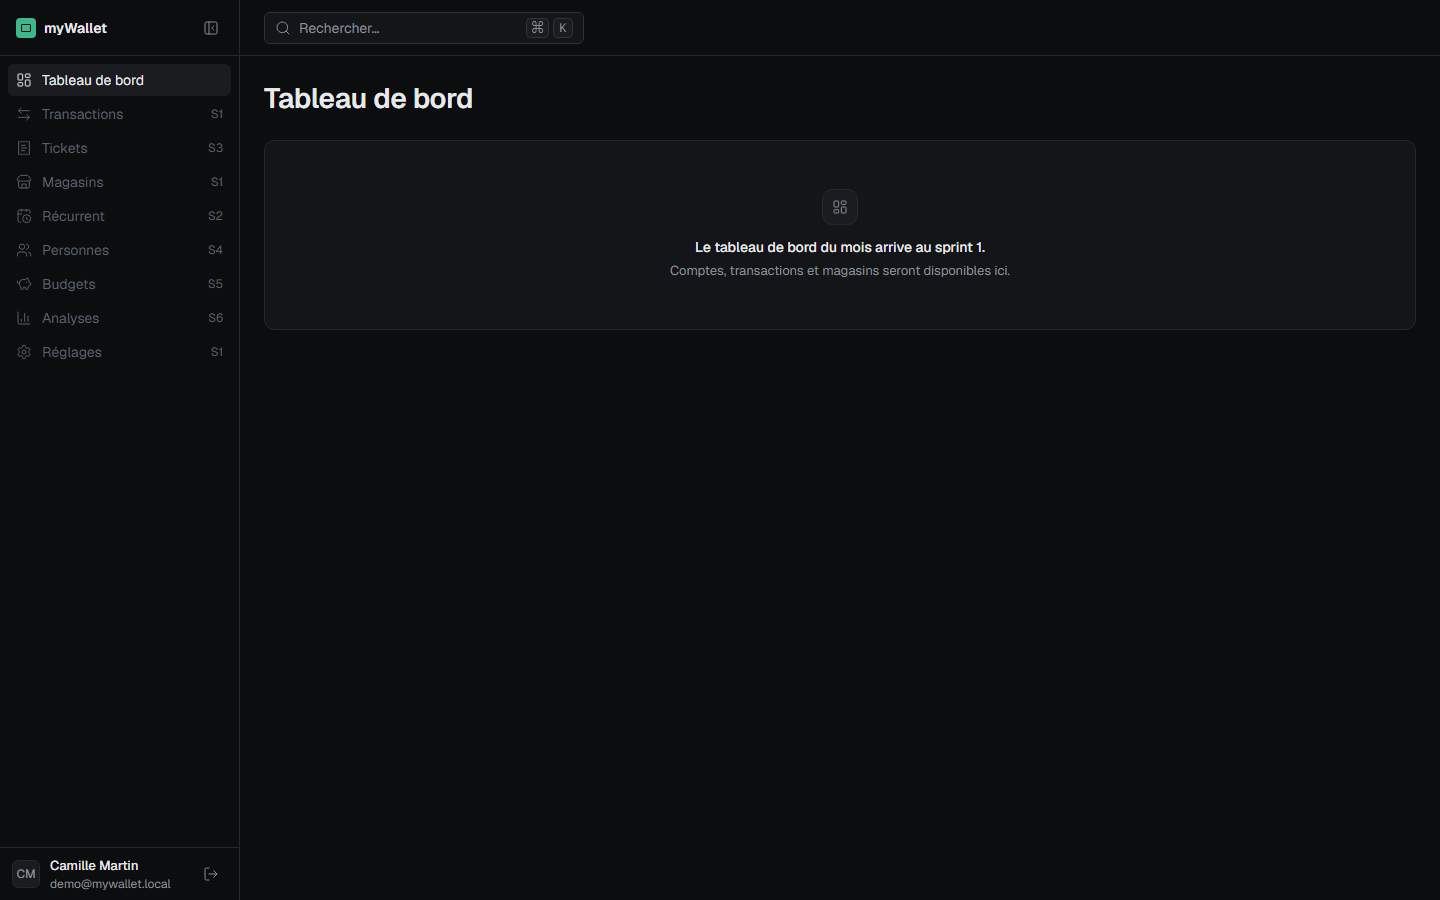 myWallet
Rechercher...
⌘ K
Tableau de bord
Transactions S1
Tickets S3
Magasins S1
Récurrent S2
Personnes S4
Budgets S5
Analyses S6
Réglages S1
Tableau de bord
Le tableau de bord du mois arrive au sprint 1.
Comptes, transactions et magasins seront disponibles ici.
CM
Camille Martin
demo@mywallet.local